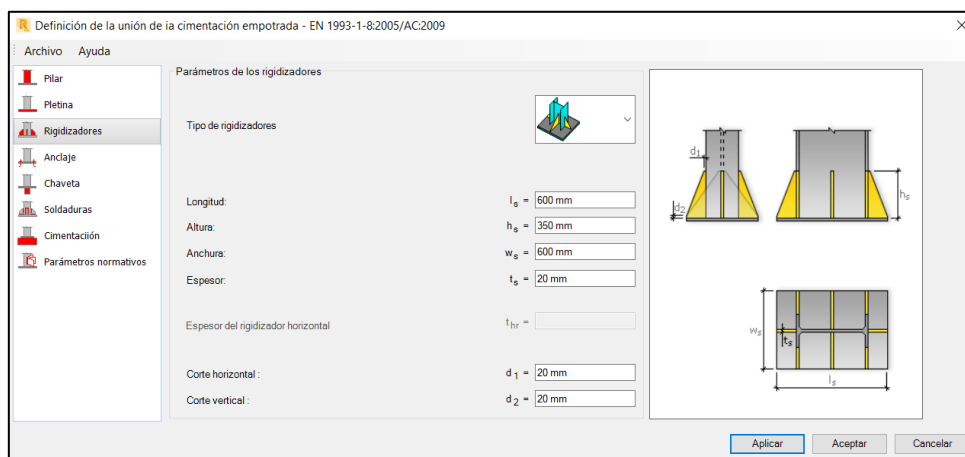 Definición de la unión de ia cimentación empotrada - EN 1993-1-8:2005/AC:2009
Archivo Ayuda
Pilar
Pletina
Rigidizadores
Anclaje
Chaveta
Soldaduras
Cimentaciión
Parámetros normativos
Parámetros de los rigidizadores
Tipo de rigidizadores
Longitud: ls = 600 mm
Altura: hs = 350 mm
Anchura: ws = 600 mm
Espesor: ts = 20 mm
Espesor del rigidizador horizontal thr =
Corte horizontal : d1 = 20 mm
Corte vertical : d2 = 20 mm
d1
d2
hs
ws
ts
ls
Aplicar Aceptar Cancelar